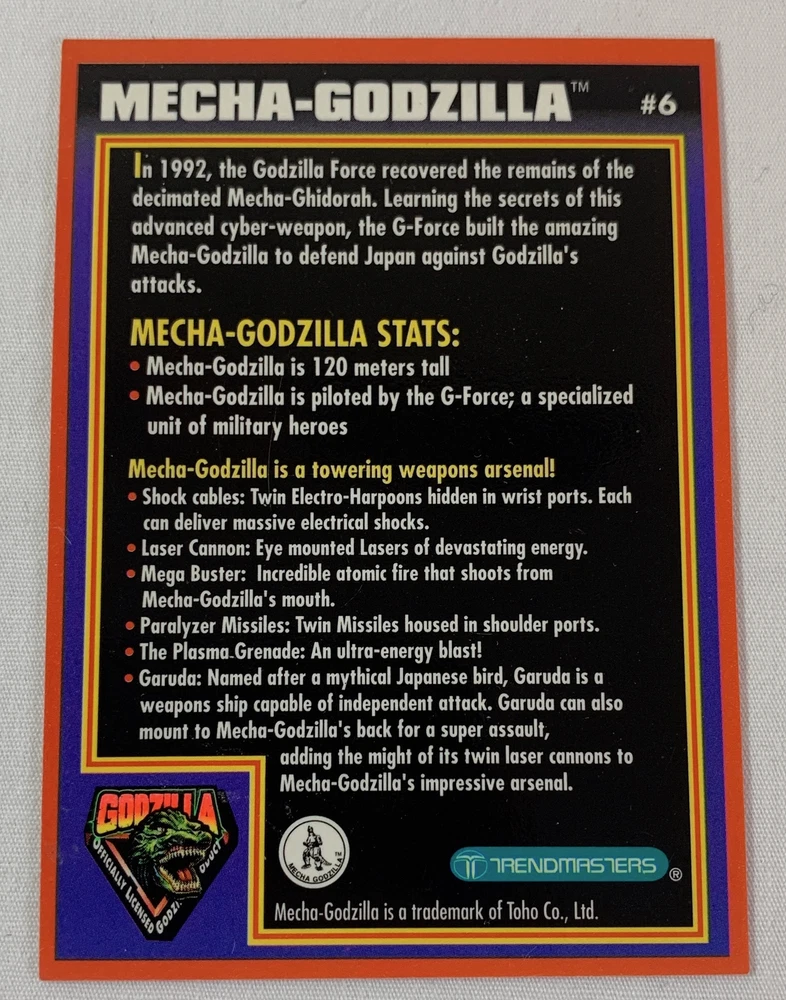 MECHA-GODZILLA™ #6
In 1992, the Godzilla Force recovered the remains of the
decimated Mecha-Ghidorah. Learning the secrets of this
advanced cyber-weapon, the G-Force built the amazing
Mecha-Godzilla to defend Japan against Godzilla's
attacks.
MECHA-GODZILLA STATS:
• Mecha-Godzilla is 120 meters tall
• Mecha-Godzilla is piloted by the G-Force; a specialized
unit of military heroes
Mecha-Godzilla is a towering weapons arsenal!
• Shock cables: Twin Electro-Harpoons hidden in wrist ports. Each
can deliver massive electrical shocks.
• Laser Cannon: Eye mounted Lasers of devastating energy.
• Mega Buster: Incredible atomic fire that shoots from
Mecha-Godzilla's mouth.
• Paralyzer Missiles: Twin Missiles housed in shoulder ports.
• The Plasma Grenade: An ultra-energy blast!
• Garuda: Named after a mythical Japanese bird, Garuda is a
weapons ship capable of independent attack. Garuda can also
mount to Mecha-Godzilla's back for a super assault,
adding the might of its twin laser cannons to
Mecha-Godzilla's impressive arsenal.
GODZILLA
OFFICIALLY LICENSED
MECHA GODZILLA™
TRENDMASTERS®
Mecha-Godzilla is a trademark of Toho Co., Ltd.